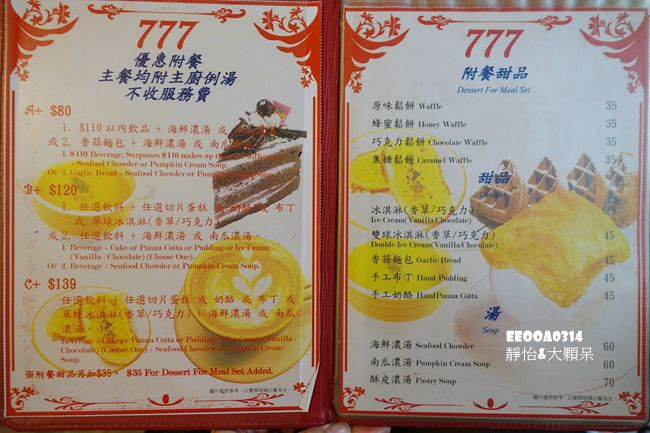 777
優惠附餐
主餐均附主廚例湯
不收服務費
A+ $80
1. $110 以內飲品 + 海鮮濃湯 或
或 2. 香蒜麵包 + 海鮮濃湯 或 南瓜濃湯
1. $110 Beverage, Surpasses $110 makes up
+ Seafood Chowder or Pumpkin Cream Soup.
Or 2. Garlic Bread + Seafood Chowder or Pumpkin Cream Soup.
B+ $120
1. 任選飲料 + 任選切片蛋糕 或 奶酪 或 布丁
或 單球冰淇淋(香草/巧克力)
或 2. 任選飲料 + 海鮮濃湯 或 南瓜濃湯。
1. Beverage + Cake or Panna Cotta or Pudding or Ice Cream
(Vanilla / Chocolate) (Choose One).
Or 2. Beverage + Seafood Chowder or Pumpkin Cream Soup.
C+ $139
任選飲料 + 任選切片蛋糕 或 奶酪 或 布丁 或
單球冰淇淋(香草/巧克力) + 海鮮濃湯 或 南瓜
濃湯。
Beverage + Cake or Panna Cotta or Pudding or Ice Cream (Vanilla /
Chocolate) (Choose One) + Seafood Chowder or Pumpkin Cream
Soup.
※附餐甜品另加$35。 $35 For Dessert For Meal Set Added.
777
附餐甜品
Dessert For Meal Set
原味鬆餅 Waffle 35
蜂蜜鬆餅 Honey Waffle 35
巧克力鬆餅 Chocolate Waffle 35
焦糖鬆餅 Caramel Waffle 35
甜品
冰淇淋(香草/巧克力) 45
Ice Cream(Vanilla Chocolate)
雙球冰淇淋(香草/巧克力) 45
Double Ice Cream(Vanilla Chocolate)
香蒜麵包 Garlic Bread 45
手工布丁 Hand Pudding 45
手工奶酪 Hand Panna Cotta 45
湯
Soup
海鮮濃湯 Seafood Chowder 60
南瓜濃湯 Pumpkin Cream Soup 60
酥皮濃湯 Pastry Soup 70
EEOOA0314
靜怡&大顆呆